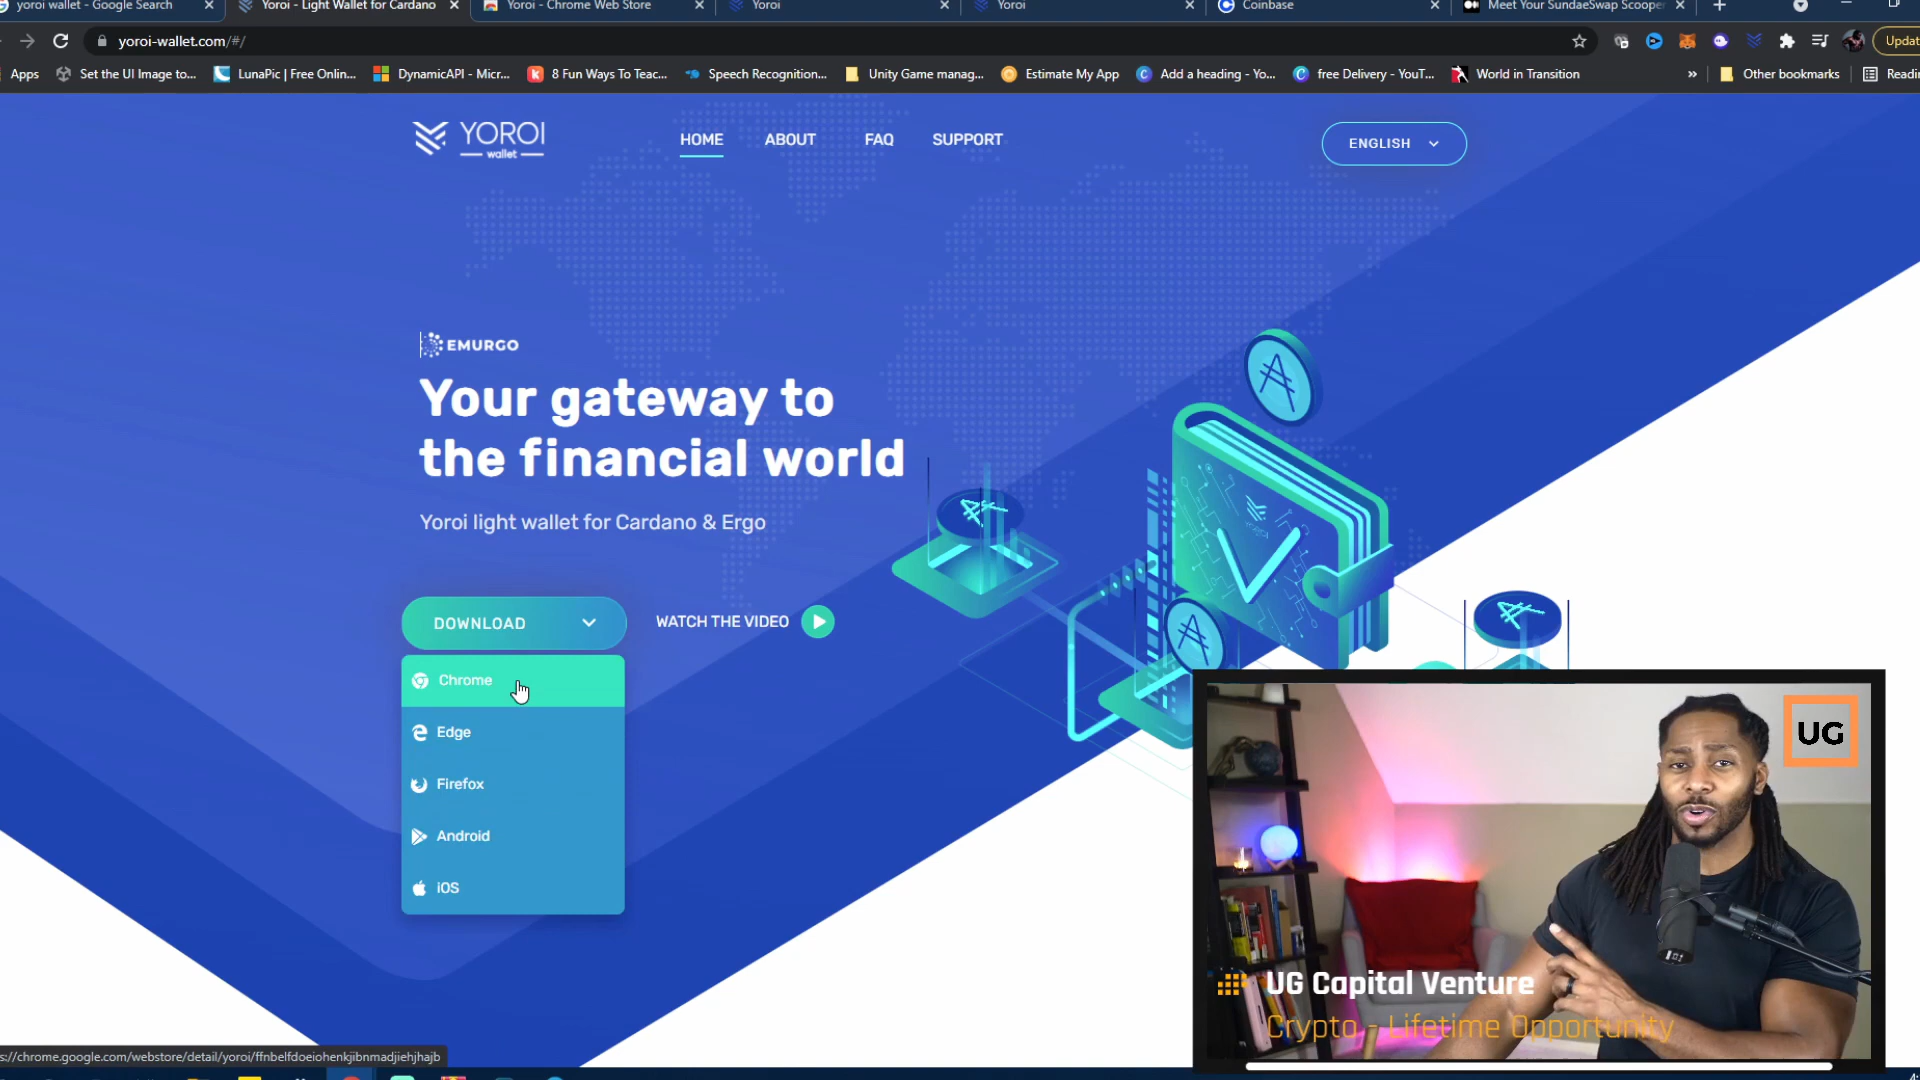 yoroi wallet - Google Search
Yoroi - Light Wallet for Cardano
Yoroi - Chrome Web Store
Yoroi
Yoroi
Coinbase
Meet Your SundaeSwap Scooper
yoroi-wallet.com/#/
Updat
Apps
Set the UI Image to...
LunaPic | Free Onlin...
DynamicAPI - Micr...
8 Fun Ways To Teac...
Speech Recognition...
Unity Game manag...
Estimate My App
Add a heading - Yo...
free Delivery - YouT...
World in Transition
»
Other bookmarks
Readi
YOROI
wallet
HOME
ABOUT
FAQ
SUPPORT
ENGLISH
EMURGO
Your gateway to
the financial world
Yoroi light wallet for Cardano & Ergo
DOWNLOAD
WATCH THE VIDEO
Chrome
Edge
Firefox
Android
iOS
UG
UG Capital Venture
Crypto - Lifetime Opportunity
s://chrome.google.com/webstore/detail/yoroi/ffnbelfdoeiohenkjibnmadjiehjhajb